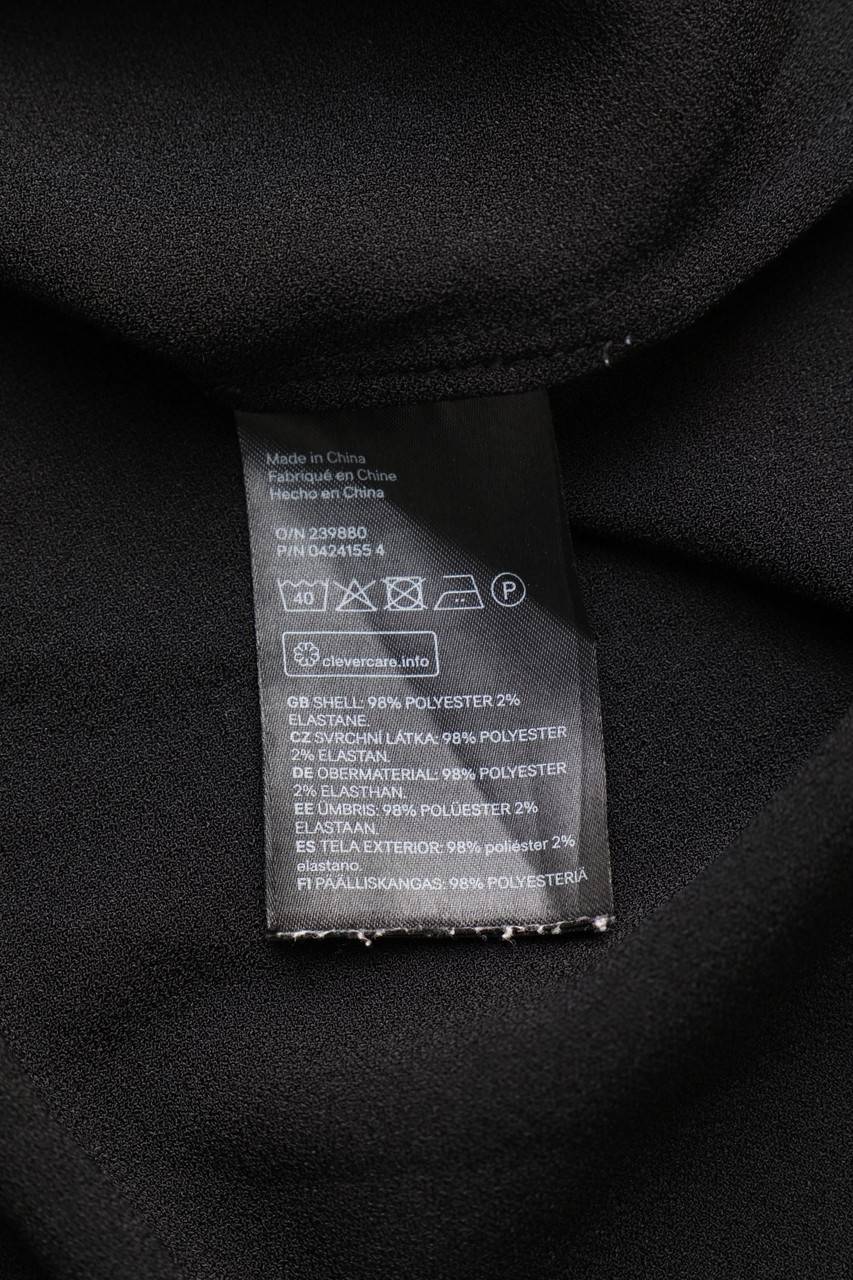 Made in China
Fabriqué en Chine
Hecho en China
O/N 239880
P/N 0424155 4
40 P
clevercare.info
GB SHELL: 98% POLYESTER 2%
ELASTANE.
CZ SVRCHNÍ LÁTKA: 98% POLYESTER
2% ELASTAN.
DE OBERMATERIAL: 98% POLYESTER
2% ELASTHAN.
EE ÜMBRIS: 98% POLÜESTER 2%
ELASTAAN.
ES TELA EXTERIOR: 98% poliéster 2%
elastano.
FI PÄÄLLISKANGAS: 98% POLYESTERIÄ